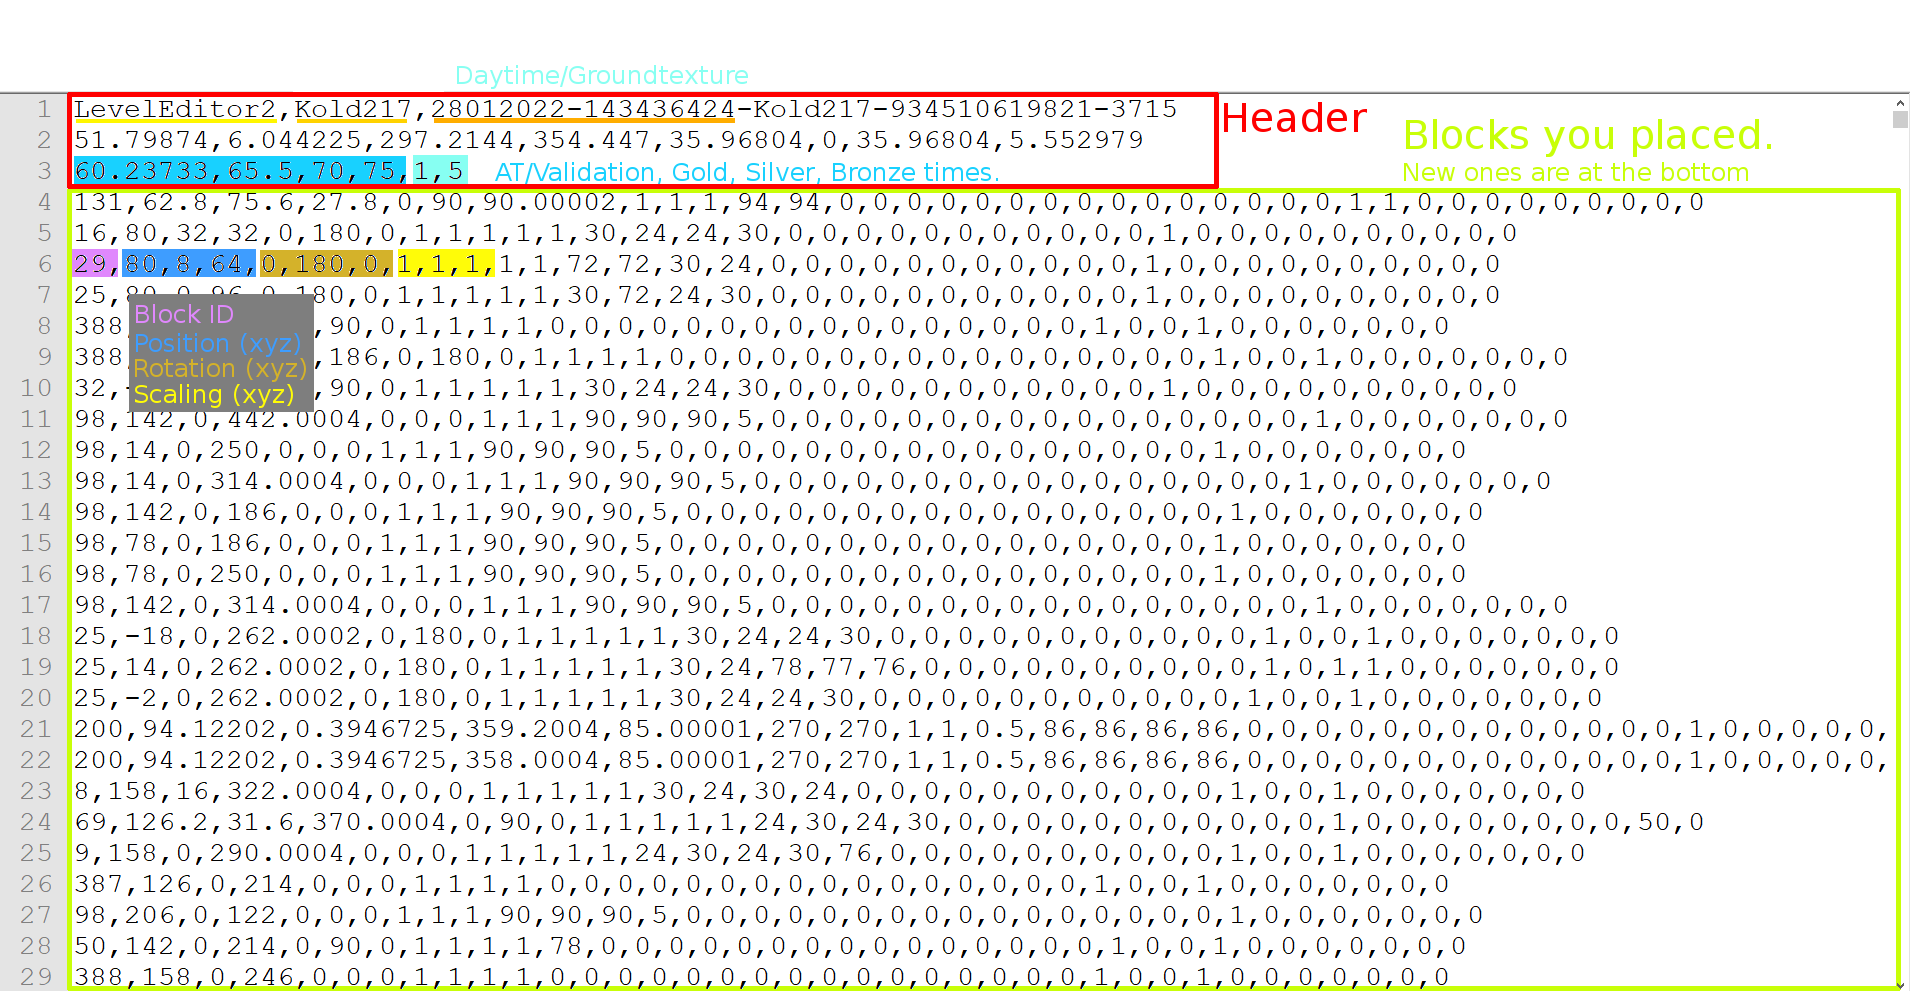 Daytime/Groundtexture
1 LevelEditor2,Kold217,28012022-143436424-Kold217-934510619821-3715
Header
2 51.79874,6.044225,297.2144,354.447,35.96804,0,35.96804,5.552979
Blocks you placed.
3 60.23733,65.5,70,75,1,5 AT/Validation, Gold, Silver, Bronze times.
New ones are at the bottom
4 131,62.8,75.6,27.8,0,90,90.00002,1,1,1,94,94,0,0,0,0,0,0,0,0,0,0,0,0,0,0,0,1,1,0,0,0,0,0,0,0,0,0
5 16,80,32,32,0,180,0,1,1,1,1,1,30,24,24,30,0,0,0,0,0,0,0,0,0,0,0,1,0,0,0,0,0,0,0,0,0,0
6 29,80,8,64,0,180,0,1,1,1,1,1,72,72,30,24,0,0,0,0,0,0,0,0,0,0,0,1,0,0,0,0,0,0,0,0,0,0
7 25,80,0,96,0,180,0,1,1,1,1,1,30,72,24,30,0,0,0,0,0,0,0,0,0,0,0,1,0,0,0,0,0,0,0,0,0,0
Block ID
8 388 ,90,0,1,1,1,1,0,0,0,0,0,0,0,0,0,0,0,0,0,0,0,0,1,0,0,1,0,0,0,0,0,0,0
Position (xyz)
9 388 ,186,0,180,0,1,1,1,1,0,0,0,0,0,0,0,0,0,0,0,0,0,0,0,0,1,0,0,1,0,0,0,0,0,0,0
Rotation (xyz)
10 32, ,90,0,1,1,1,1,1,30,24,24,30,0,0,0,0,0,0,0,0,0,0,0,1,0,0,0,0,0,0,0,0,0,0
Scaling (xyz)
11 98,142,0,442.0004,0,0,0,1,1,1,90,90,90,5,0,0,0,0,0,0,0,0,0,0,0,0,0,0,0,0,1,0,0,0,0,0,0,0
12 98,14,0,250,0,0,0,1,1,1,90,90,90,5,0,0,0,0,0,0,0,0,0,0,0,0,0,0,0,0,1,0,0,0,0,0,0,0
13 98,14,0,314.0004,0,0,0,1,1,1,90,90,90,5,0,0,0,0,0,0,0,0,0,0,0,0,0,0,0,0,1,0,0,0,0,0,0,0
14 98,142,0,186,0,0,0,1,1,1,90,90,90,5,0,0,0,0,0,0,0,0,0,0,0,0,0,0,0,0,1,0,0,0,0,0,0,0
15 98,78,0,186,0,0,0,1,1,1,90,90,90,5,0,0,0,0,0,0,0,0,0,0,0,0,0,0,0,0,1,0,0,0,0,0,0,0
16 98,78,0,250,0,0,0,1,1,1,90,90,90,5,0,0,0,0,0,0,0,0,0,0,0,0,0,0,0,0,1,0,0,0,0,0,0,0
17 98,142,0,314.0004,0,0,0,1,1,1,90,90,90,5,0,0,0,0,0,0,0,0,0,0,0,0,0,0,0,0,1,0,0,0,0,0,0,0
18 25,-18,0,262.0002,0,180,0,1,1,1,1,1,30,24,24,30,0,0,0,0,0,0,0,0,0,0,0,1,0,0,1,0,0,0,0,0,0,0
19 25,14,0,262.0002,0,180,0,1,1,1,1,1,30,24,78,77,76,0,0,0,0,0,0,0,0,0,0,1,0,1,1,0,0,0,0,0,0,0
20 25,-2,0,262.0002,0,180,0,1,1,1,1,1,30,24,24,30,0,0,0,0,0,0,0,0,0,0,0,1,0,0,1,0,0,0,0,0,0,0
21 200,94.12202,0.3946725,359.2004,85.00001,270,270,1,1,0.5,86,86,86,86,0,0,0,0,0,0,0,0,0,0,0,0,0,1,0,0,0,0,0,
22 200,94.12202,0.3946725,358.0004,85.00001,270,270,1,1,0.5,86,86,86,86,0,0,0,0,0,0,0,0,0,0,0,0,0,1,0,0,0,0,0,
23 8,158,16,322.0004,0,0,0,1,1,1,1,1,30,24,30,24,0,0,0,0,0,0,0,0,0,0,0,1,0,0,1,0,0,0,0,0,0,0
24 69,126.2,31.6,370.0004,0,90,0,1,1,1,1,1,24,30,24,30,0,0,0,0,0,0,0,0,0,0,0,1,0,0,0,0,0,0,0,0,50,0
25 9,158,0,290.0004,0,0,0,1,1,1,1,1,24,30,24,30,76,0,0,0,0,0,0,0,0,0,0,1,0,0,1,0,0,0,0,0,0,0
26 387,126,0,214,0,0,0,1,1,1,1,0,0,0,0,0,0,0,0,0,0,0,0,0,0,0,0,1,0,0,1,0,0,0,0,0,0,0
27 98,206,0,122,0,0,0,1,1,1,90,90,90,5,0,0,0,0,0,0,0,0,0,0,0,0,0,0,0,0,1,0,0,0,0,0,0,0
28 50,142,0,214,0,90,0,1,1,1,1,78,0,0,0,0,0,0,0,0,0,0,0,0,0,0,0,1,0,0,1,0,0,0,0,0,0,0
29 388,158,0,246,0,0,0,1,1,1,1,0,0,0,0,0,0,0,0,0,0,0,0,0,0,0,0,1,0,0,1,0,0,0,0,0,0,0